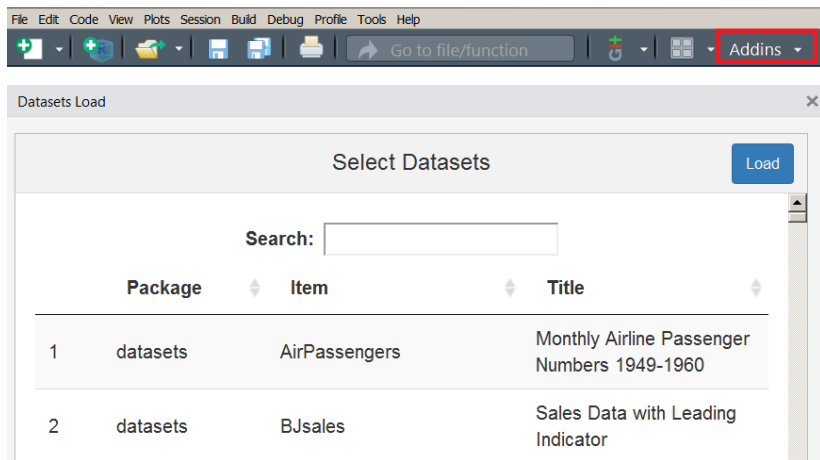 File Edit Code View Plots Session Build Debug Profile Tools Help
Go to file/function Addins
Datasets Load
Select Datasets Load
Search:
Package Item Title
1 datasets AirPassengers Monthly Airline Passenger
Numbers 1949-1960
2 datasets BJsales Sales Data with Leading
Indicator